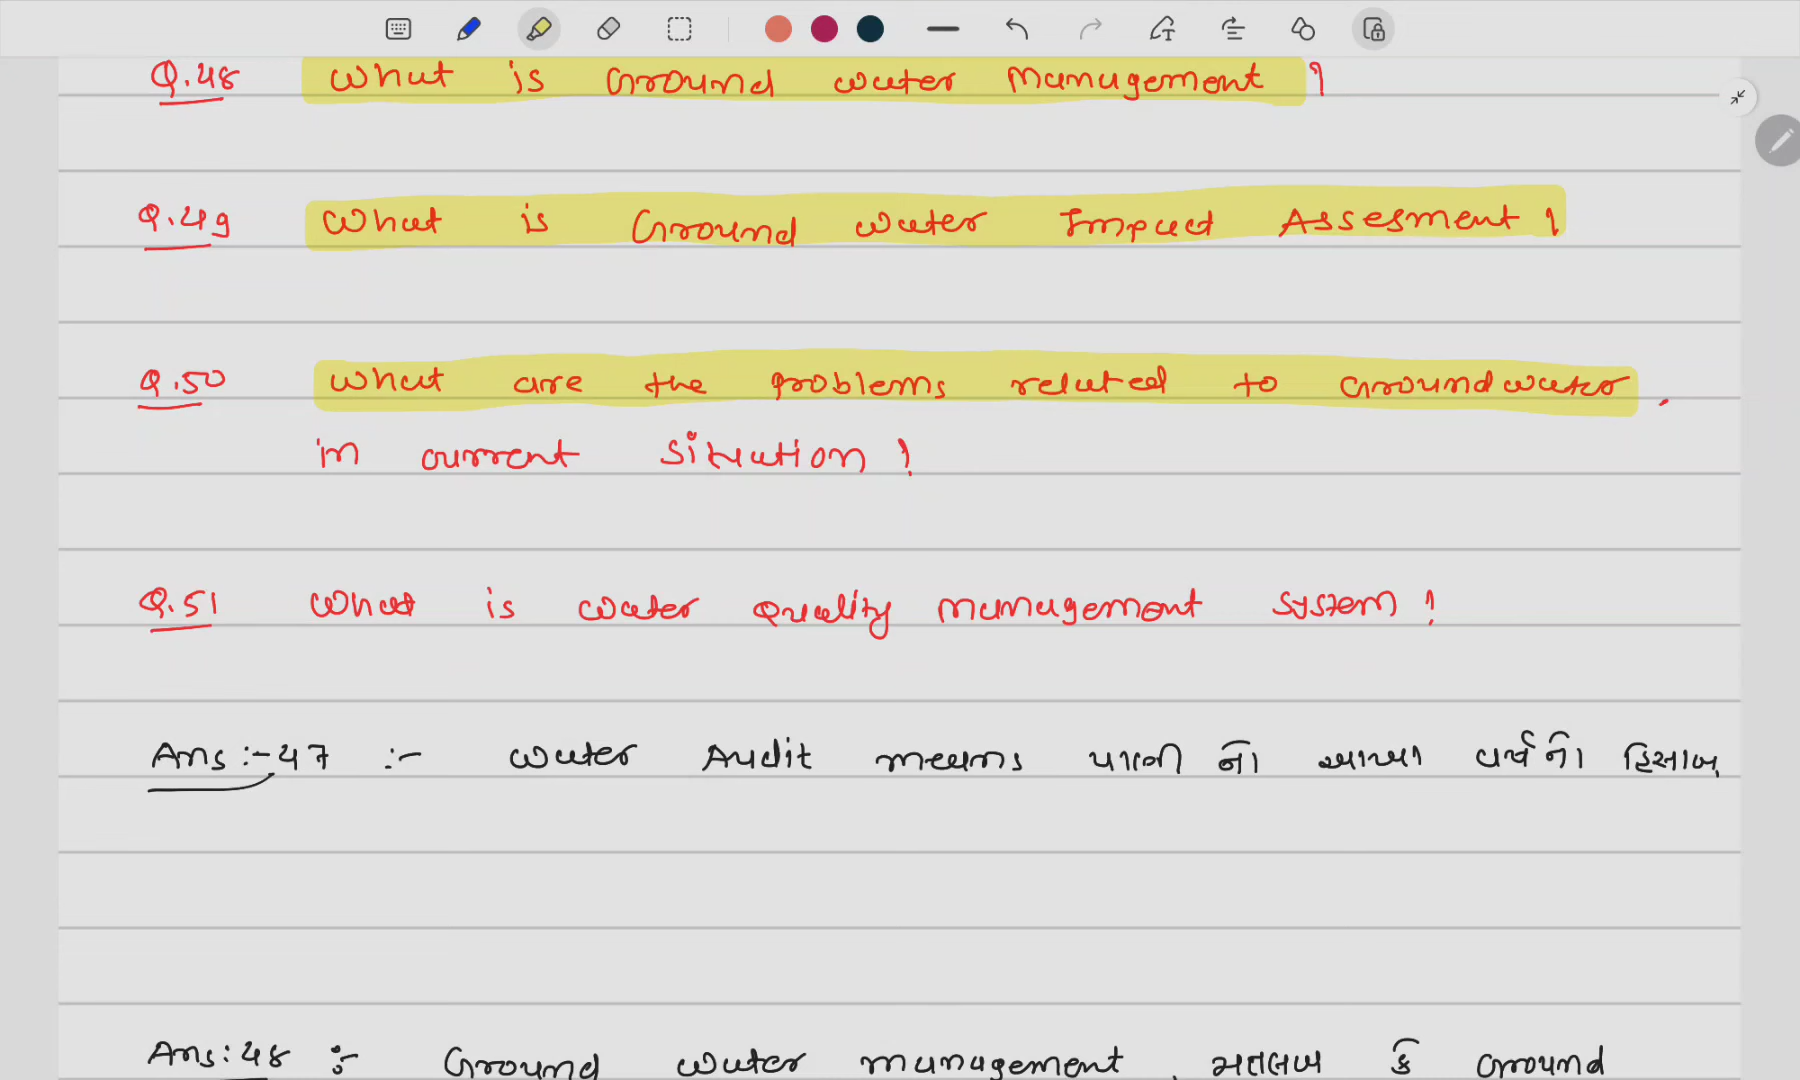 Q.48 What is Ground water Management ?
Q.49 What is Ground water Impact Assesment ?
Q.50 What are the problems related to Groundwater
in current situation ?
Q.51 What is water Quality management system ?
Ans :- 47 :- water Audit means પાણી નો આખા વર્ષ નો હિસાબ
Ans : 48 :- Ground water management , મતલબ કે Ground